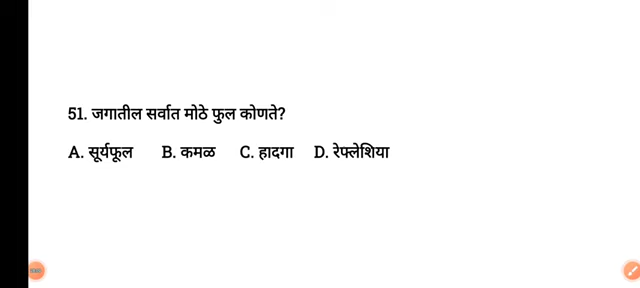 51. जगातील सर्वात मोठे फुल कोणते?
A. सूर्यफूल B. कमळ C. हादगा D. रेफ्लेशिया